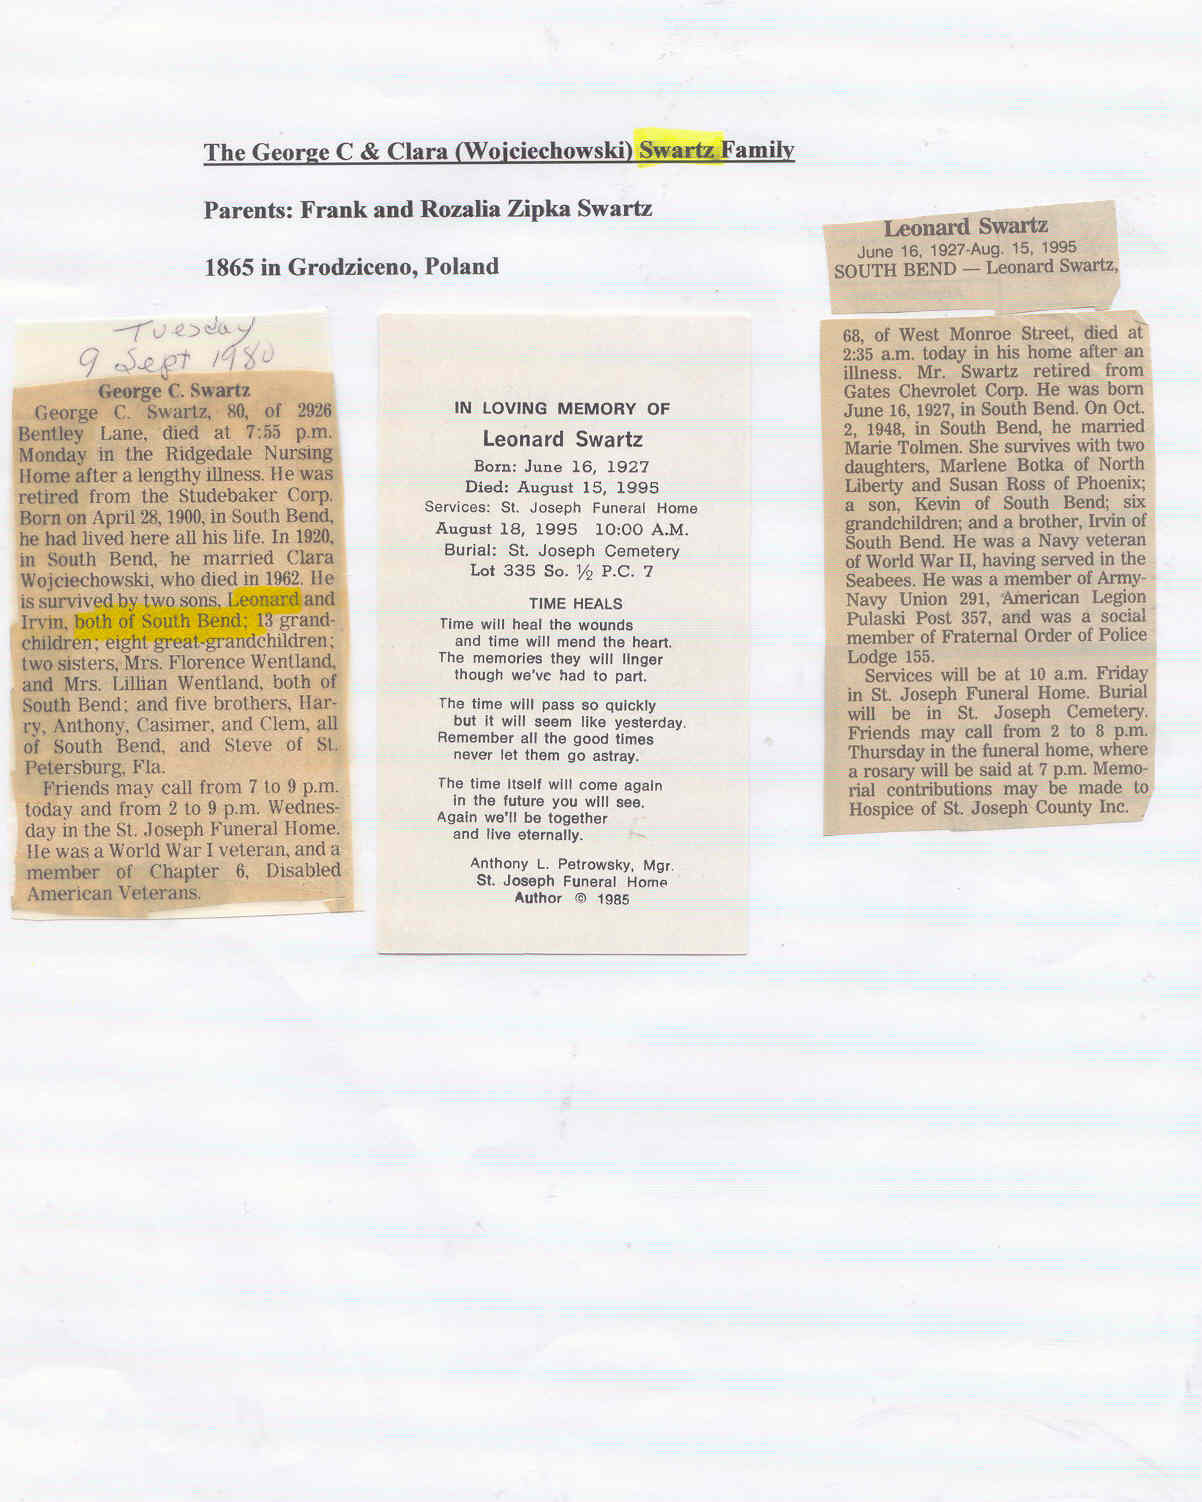 The George C & Clara (Wojciechowski) Swartz Family
Parents: Frank and Rozalia Zipka Swartz
1865 in Grodziceno, Poland
Tuesday
9 Sept 1980
George C. Swartz
George C. Swartz, 80, of 2926
Bentley Lane, died at 7:55 p.m.
Monday in the Ridgedale Nursing
Home after a lengthy illness. He was
retired from the Studebaker Corp.
Born on April 28, 1900, in South Bend,
he had lived here all his life. In 1920,
in South Bend, he married Clara
Wojciechowski, who died in 1962. He
is survived by two sons, Leonard and
Irvin, both of South Bend; 13 grand-
children; eight great-grandchildren;
two sisters, Mrs. Florence Wentland,
and Mrs. Lillian Wentland, both of
South Bend; and five brothers, Har-
ry, Anthony, Casimer, and Clem, all
of South Bend, and Steve of St.
Petersburg, Fla.
Friends may call from 7 to 9 p.m.
today and from 2 to 9 p.m. Wednes-
day in the St. Joseph Funeral Home.
He was a World War I veteran, and a
member of Chapter 6, Disabled
American Veterans.
IN LOVING MEMORY OF
Leonard Swartz
Born: June 16, 1927
Died: August 15, 1995
Services: St. Joseph Funeral Home
August 18, 1995 10:00 A.M.
Burial: St. Joseph Cemetery
Lot 335 So. ½ P.C. 7
TIME HEALS
Time will heal the wounds
and time will mend the heart.
The memories they will linger
though we've had to part.
The time will pass so quickly
but it will seem like yesterday.
Remember all the good times
never let them go astray.
The time itself will come again
in the future you will see.
Again we'll be together
and live eternally.
Anthony L. Petrowsky, Mgr.
St. Joseph Funeral Home
Author © 1985
Leonard Swartz
June 16, 1927-Aug. 15, 1995
SOUTH BEND — Leonard Swartz,
68, of West Monroe Street, died at
2:35 a.m. today in his home after an
illness. Mr. Swartz retired from
Gates Chevrolet Corp. He was born
June 16, 1927, in South Bend. On Oct.
2, 1948, in South Bend, he married
Marie Tolmen. She survives with two
daughters, Marlene Botka of North
Liberty and Susan Ross of Phoenix;
a son, Kevin of South Bend; six
grandchildren; and a brother, Irvin of
South Bend. He was a Navy veteran
of World War II, having served in the
Seabees. He was a member of Army-
Navy Union 291, American Legion
Pulaski Post 357, and was a social
member of Fraternal Order of Police
Lodge 155.
Services will be at 10 a.m. Friday
in St. Joseph Funeral Home. Burial
will be in St. Joseph Cemetery.
Friends may call from 2 to 8 p.m.
Thursday in the funeral home, where
a rosary will be said at 7 p.m. Memo-
rial contributions may be made to
Hospice of St. Joseph County Inc.